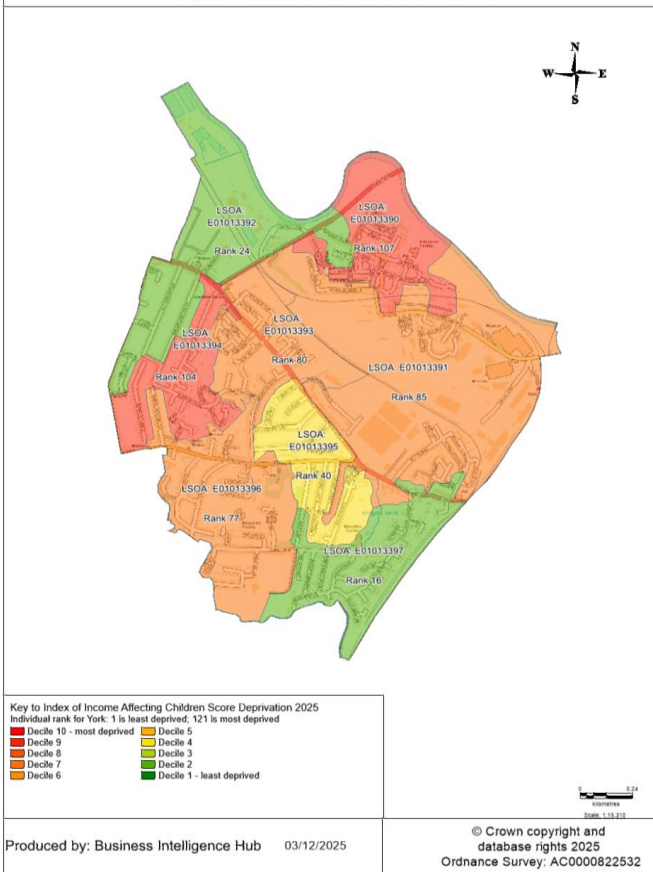 N
W E
S
LSOA:
E01013392
Rank 24
LSOA:
E01013390
Rank 107
LSOA:
E01013393
Rank 80
LSOA:
E01013394
Rank 104
LSOA: E01013391
Rank 85
LSOA:
E01013395
Rank 40
LSOA: E01013396
Rank 77
LSOA: E01013397
Rank 16
Key to Index of Income Affecting Children Score Deprivation 2025
Individual rank for York: 1 is least deprived; 121 is most deprived
Decile 10 - most deprived
Decile 9
Decile 8
Decile 7
Decile 6
Decile 5
Decile 4
Decile 3
Decile 2
Decile 1 - least deprived
0 0.24
kilometres
Scale: 1:15,310
Produced by: Business Intelligence Hub 03/12/2025
© Crown copyright and
database rights 2025
Ordnance Survey: AC0000822532